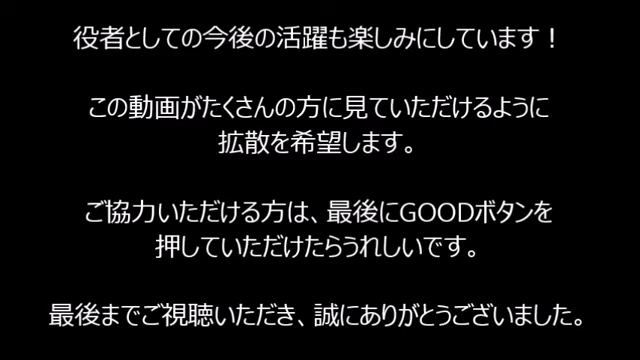 役者としての今後の活躍も楽しみにしています！
この動画がたくさんの方に見ていただけるように
拡散を希望します。
ご協力いただける方は、最後にGOODボタンを
押していただけたらうれしいです。
最後までご視聴いただき、誠にありがとうございました。